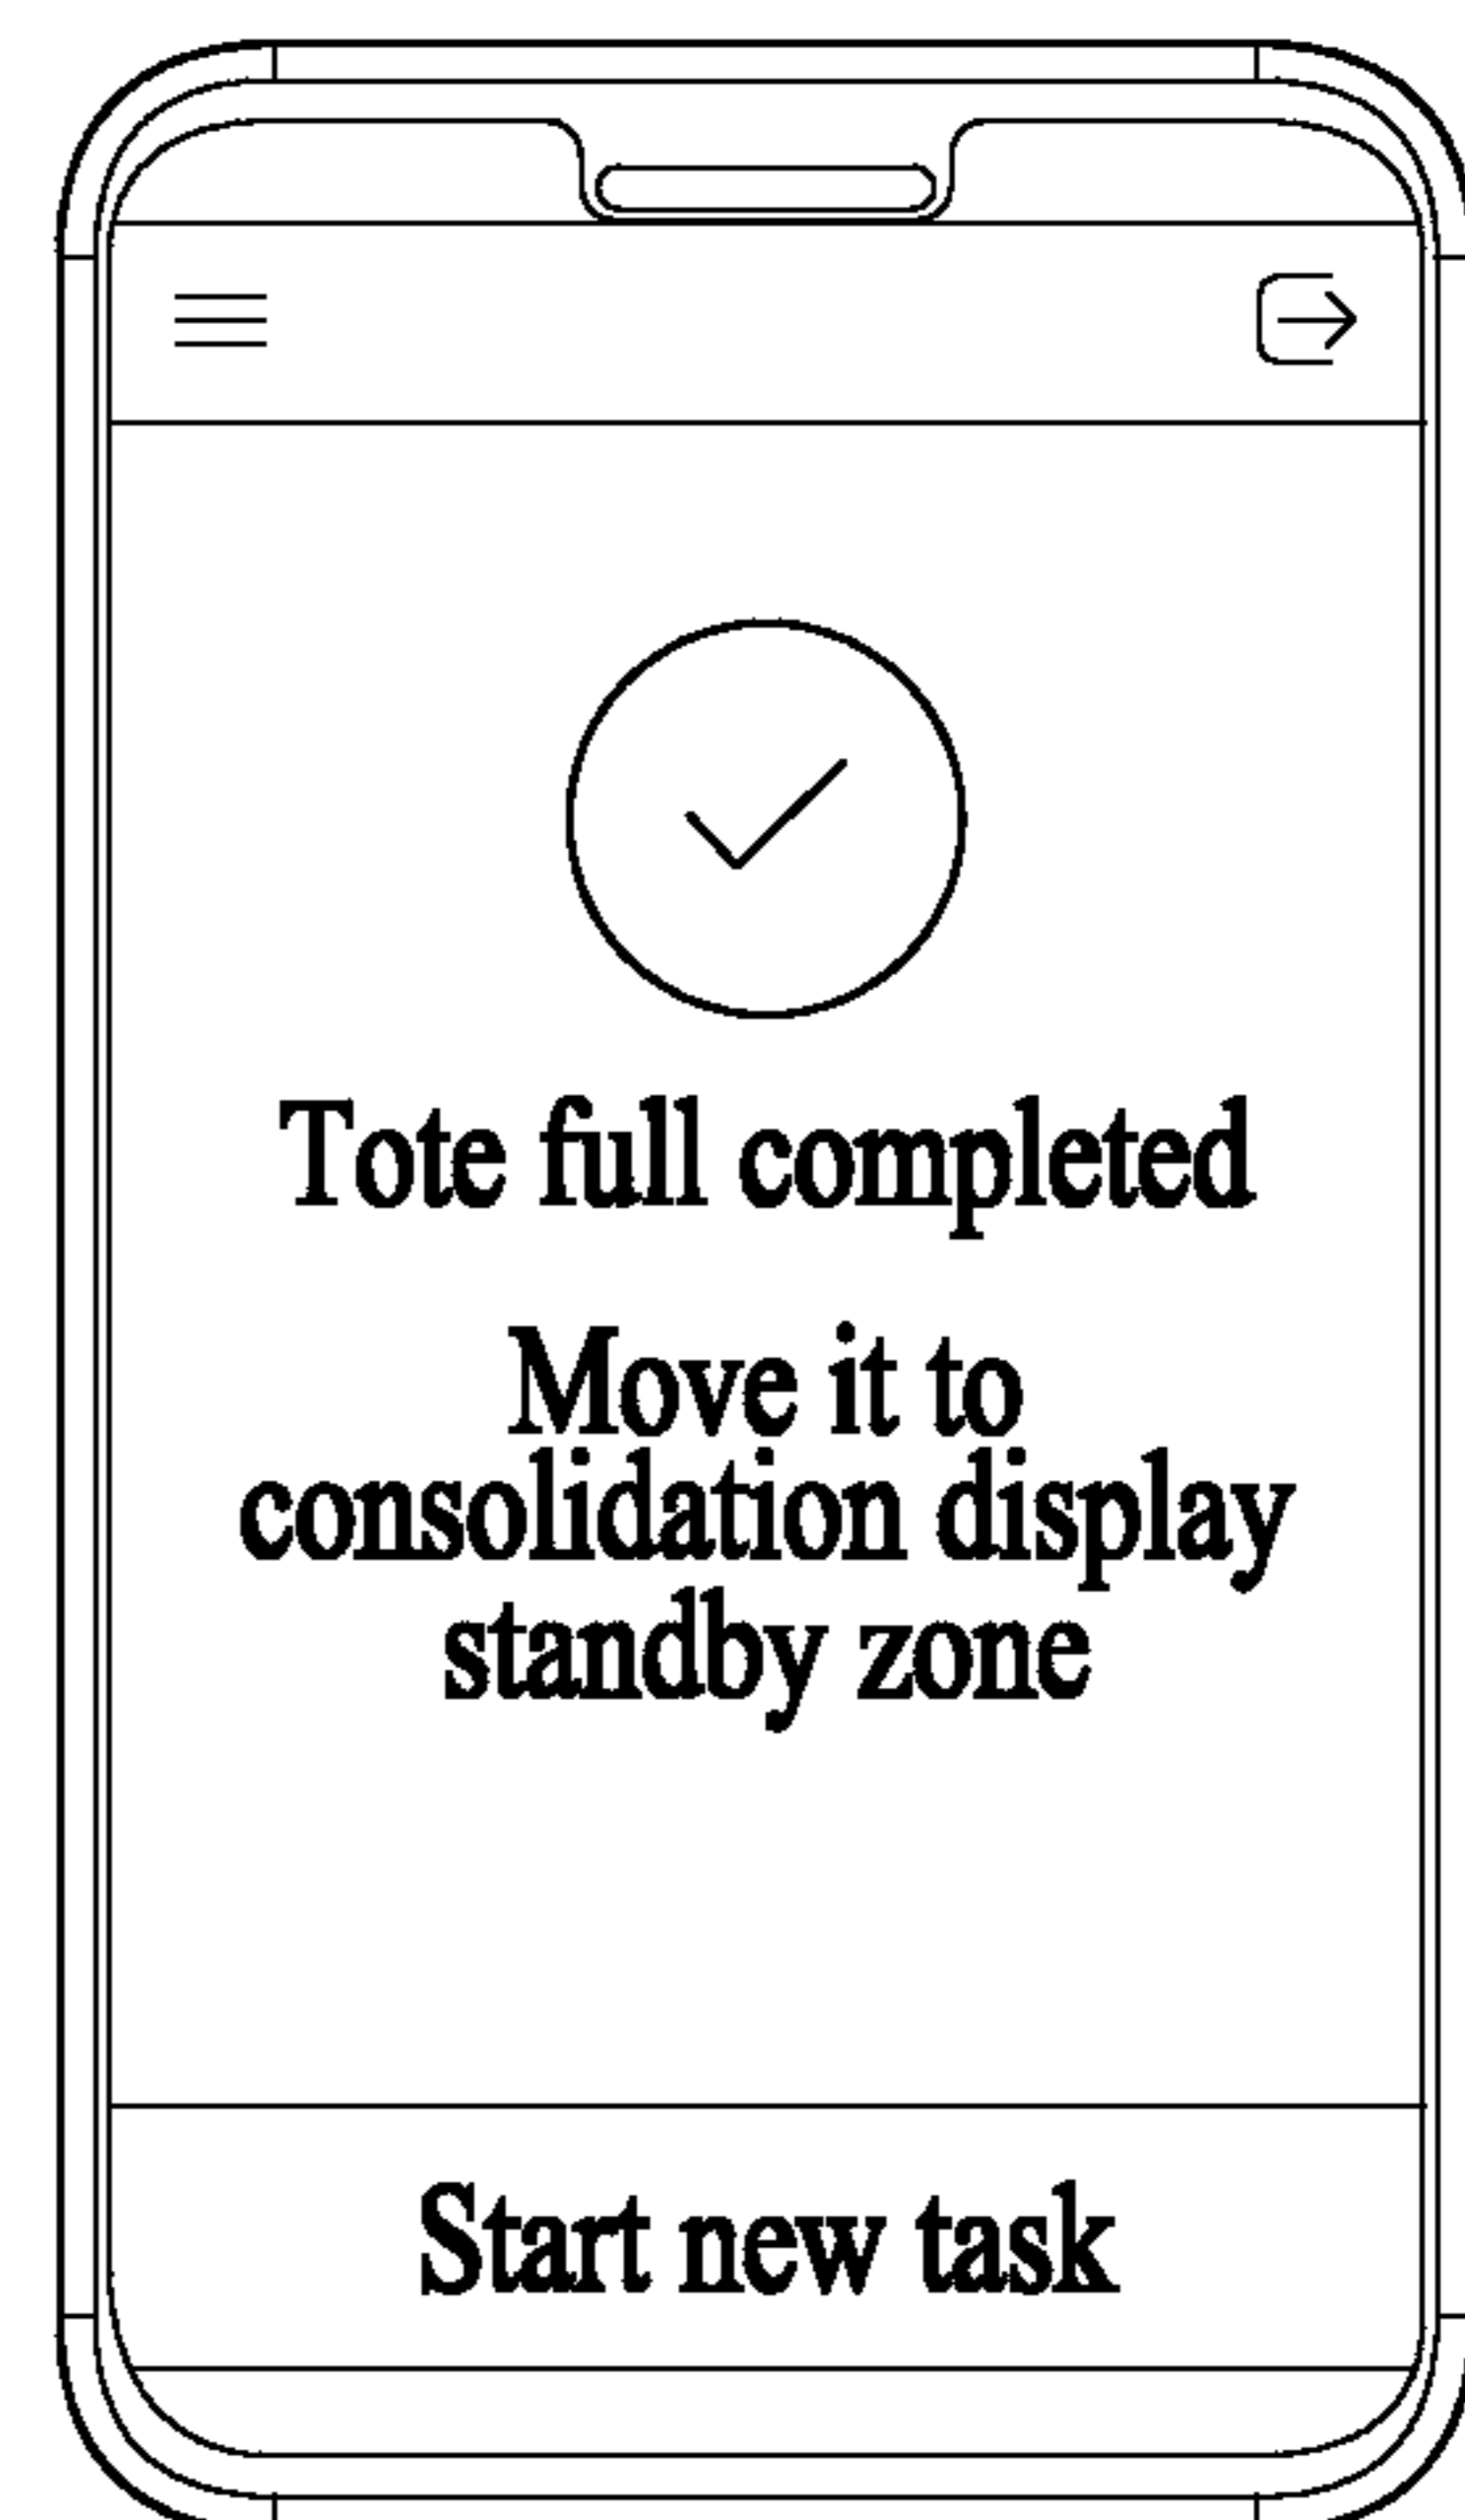 Tote full completed
Move it to
consolidation display
standby zone
Start new task